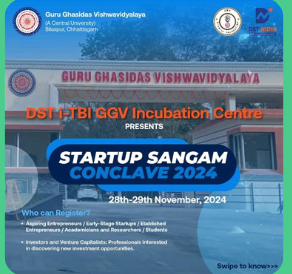 Guru Ghasidas Vishwavidyalaya
(A Central University)
Bilaspur, Chhattisgarh
GURU GHASIDAS VISHWAVIDYALAYA
DST I-TBI GGV Incubation Centre
PRESENTS
STARTUP SANGAM
CONCLAVE 2024
28th-29th November, 2024
Who can Register?
• Aspiring Entrepreneurs / Early-Stage Startups / Established
Entrepreneurs / Academicians and Researchers / Students
• Investors and Venture Capitalists: Professionals interested
in discovering new investment opportunities.
Swipe to know>>>